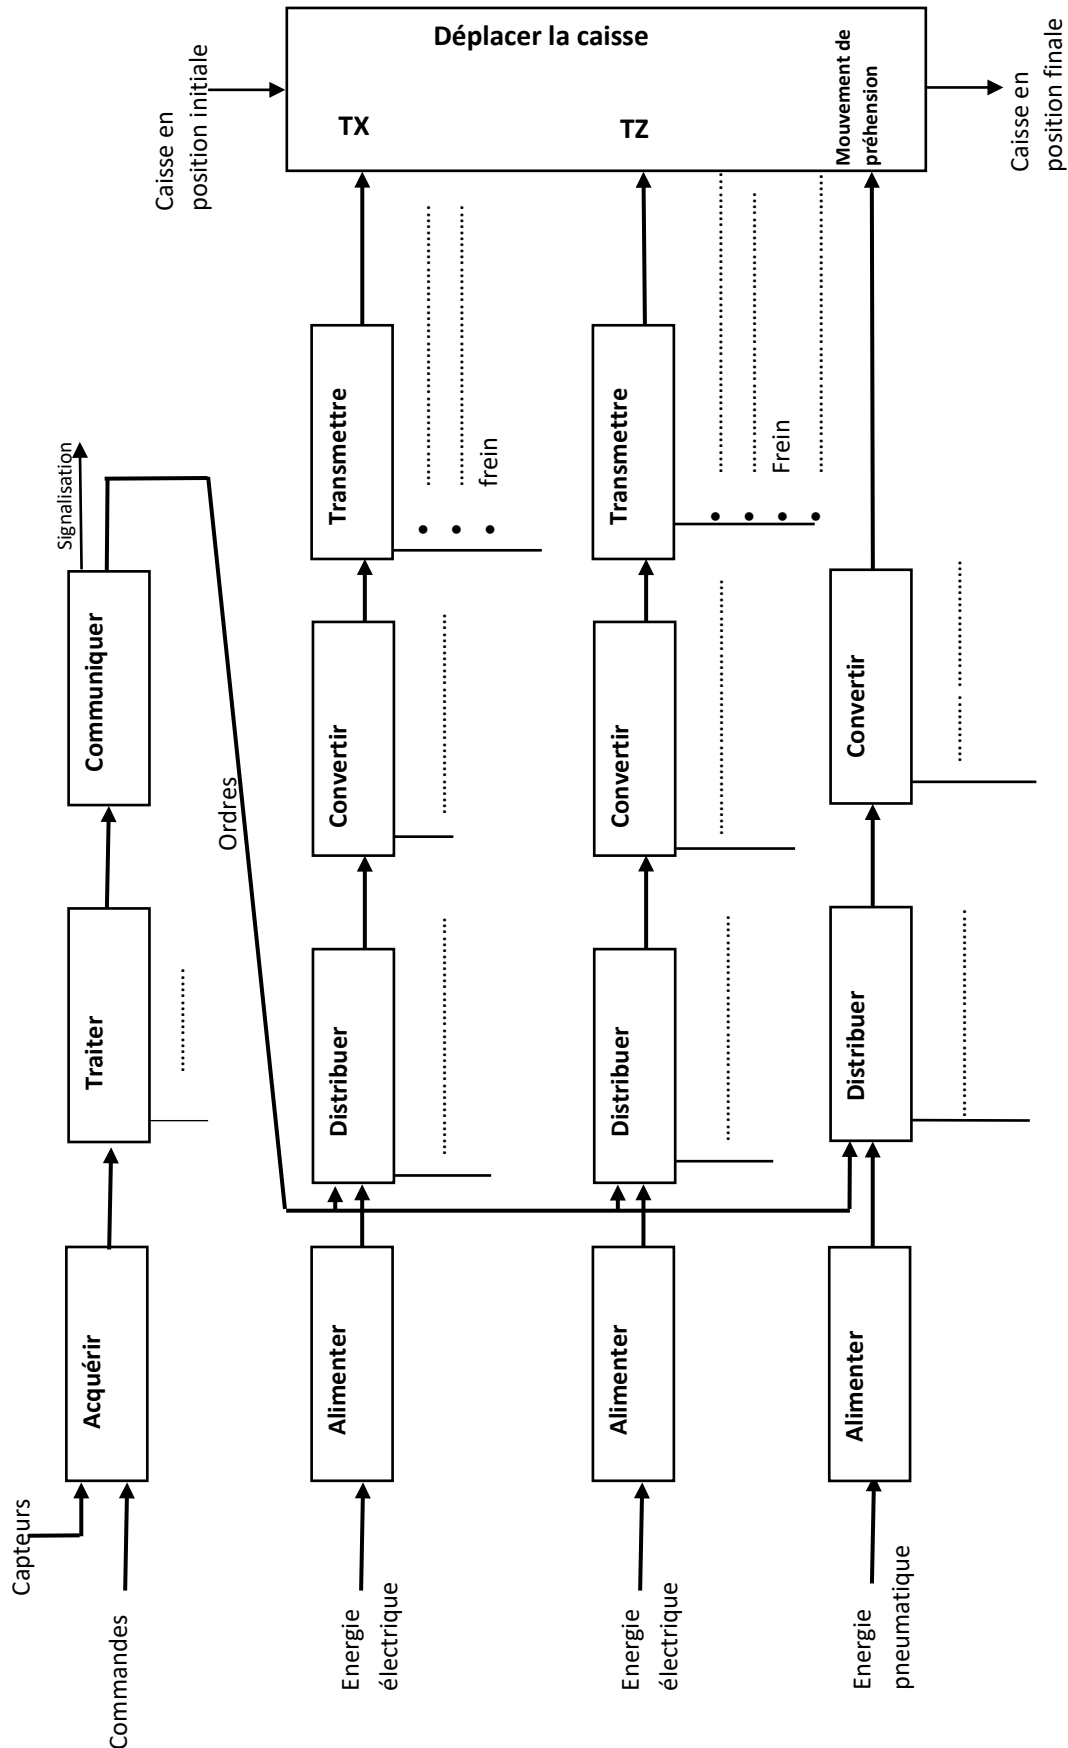 Capteurs
Commandes
Acquérir
Traiter
Communiquer
Signalisation
Ordres
Energie
électrique
Alimenter
Distribuer
Convertir
Transmettre
frein
Energie
électrique
Alimenter
Distribuer
Convertir
Transmettre
Frein
Energie
pneumatique
Alimenter
Distribuer
Convertir
Caisse en
position initiale
Déplacer la caisse
TX
TZ
Mouvement de
préhension
Caisse en
position finale